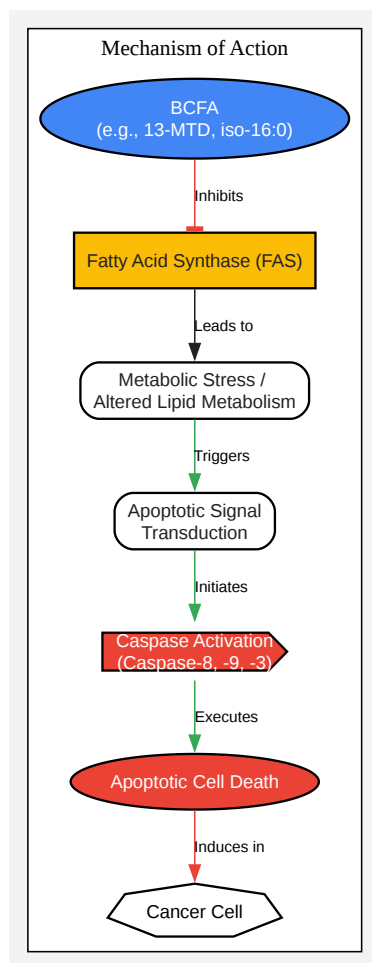 Mechanism of Action
BCFA
(e.g., 13-MTD, iso-16:0)
Inhibits
Fatty Acid Synthase (FAS)
Leads to
Metabolic Stress /
Altered Lipid Metabolism
Triggers
Apoptotic Signal
Transduction
Initiates
Caspase Activation
(Caspase-8, -9, -3)
Executes
Apoptotic Cell Death
Induces in
Cancer Cell